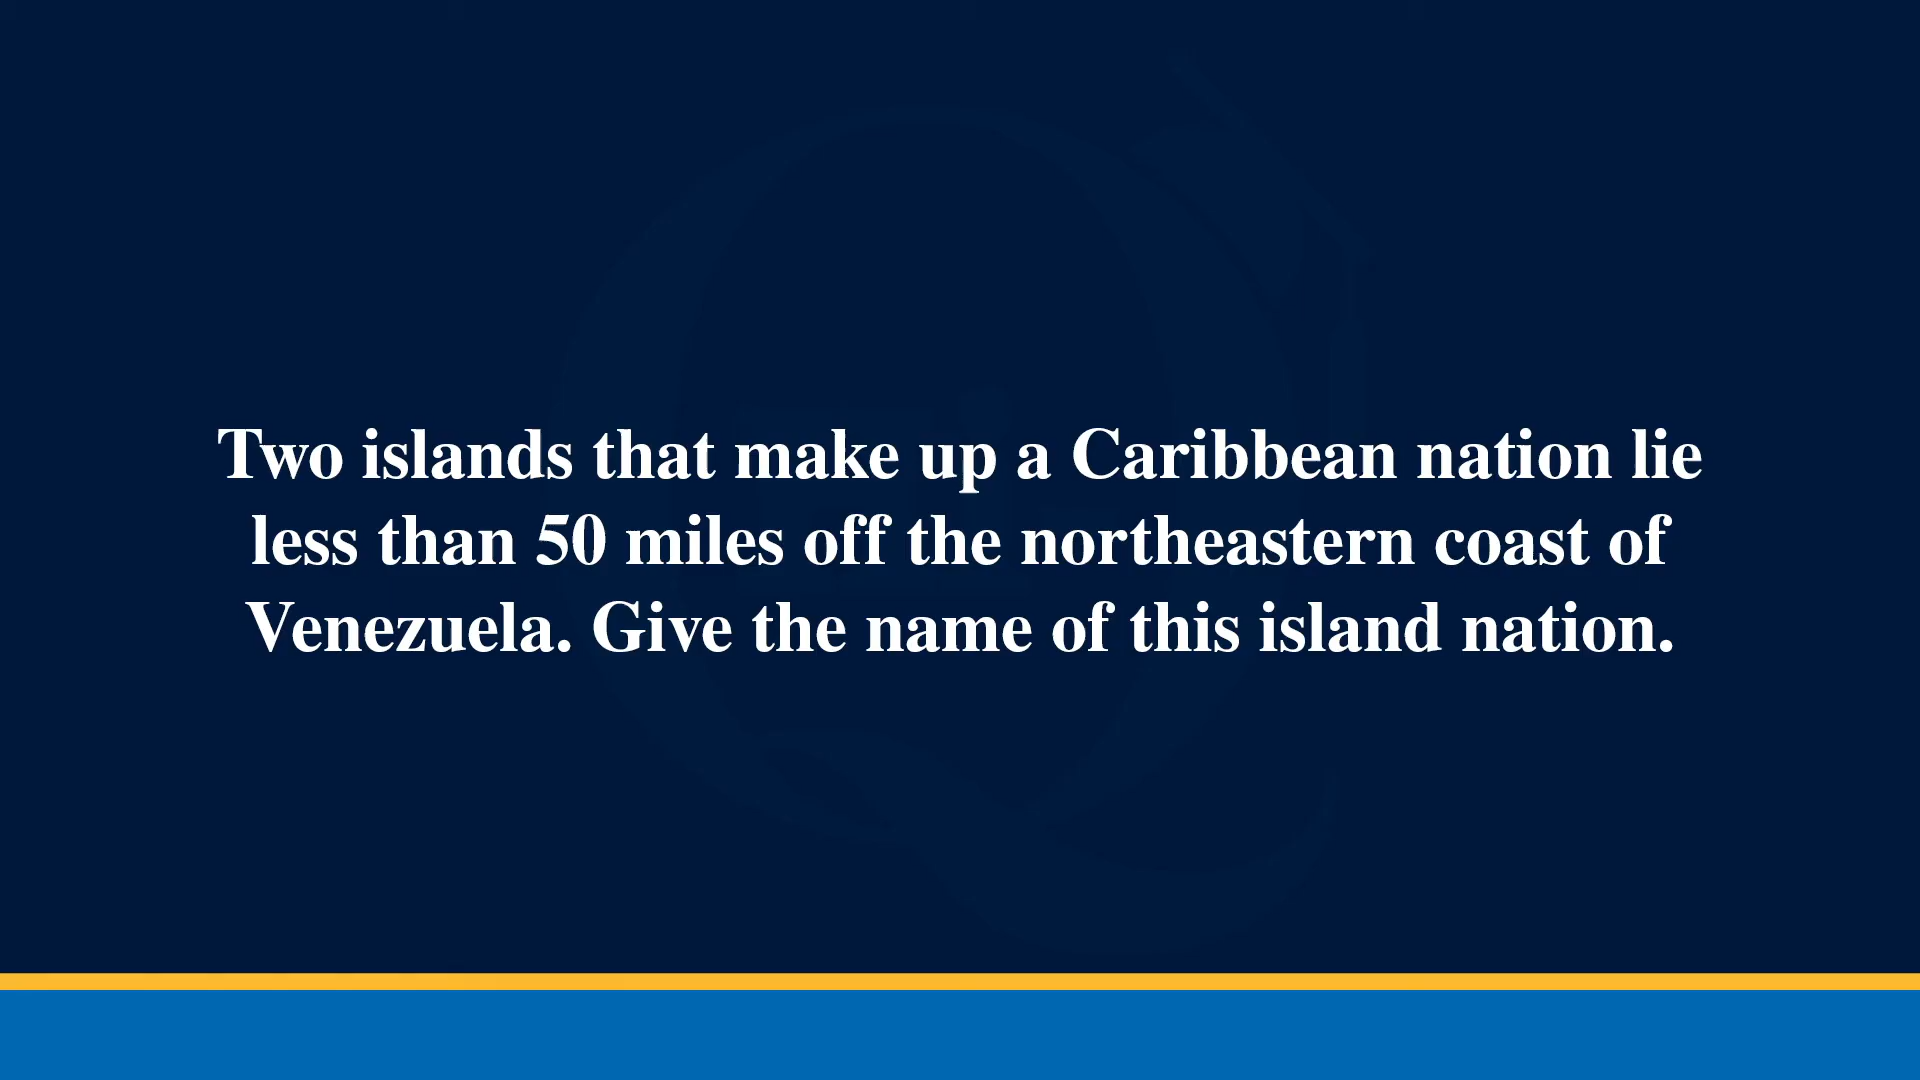 Two islands that make up a Caribbean nation lie
less than 50 miles off the northeastern coast of
Venezuela. Give the name of this island nation.